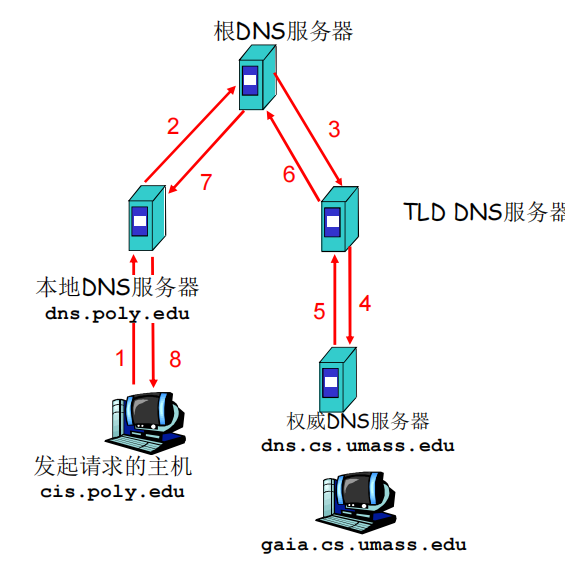 根DNS服务器
2
3
7
6
TLD DNS服务器
本地DNS服务器
dns.poly.edu
5
4
1
8
权威DNS服务器
dns.cs.umass.edu
发起请求的主机
cis.poly.edu
gaia.cs.umass.edu